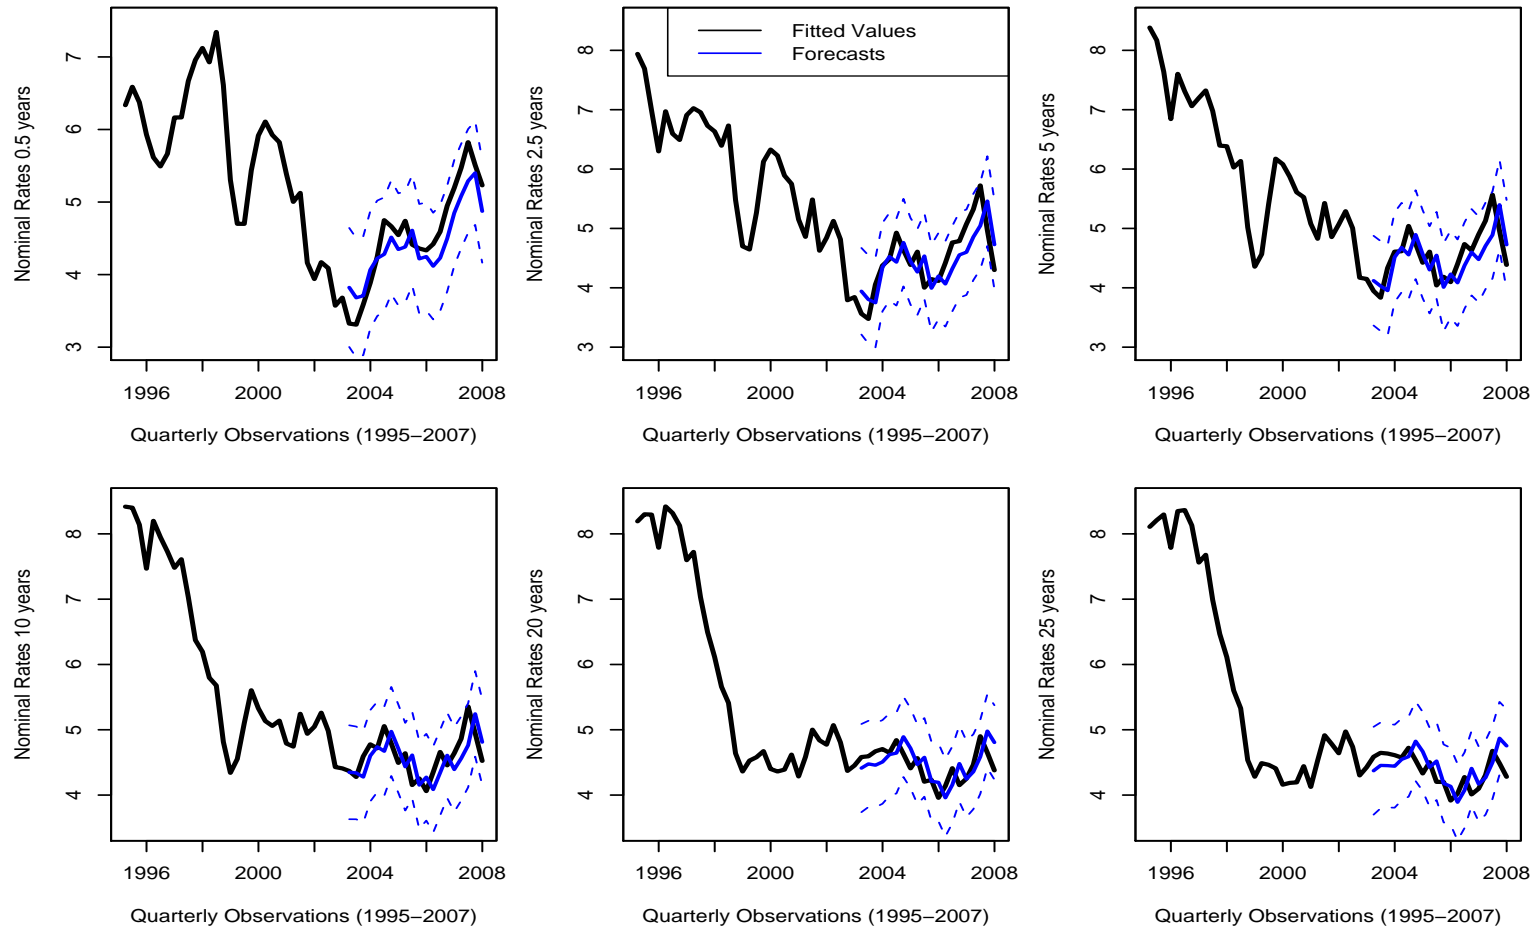 Nominal Rates 0.5 years
7
6
5
4
3
1996 2000 2004 2008
Quarterly Observations (1995−2007)
Nominal Rates 2.5 years
8
7
6
5
4
3
Fitted Values
Forecasts
1996 2000 2004 2008
Quarterly Observations (1995−2007)
Nominal Rates 5 years
8
7
6
5
4
3
1996 2000 2004 2008
Quarterly Observations (1995−2007)
Nominal Rates 10 years
8
7
6
5
4
1996 2000 2004 2008
Quarterly Observations (1995−2007)
Nominal Rates 20 years
8
7
6
5
4
1996 2000 2004 2008
Quarterly Observations (1995−2007)
Nominal Rates 25 years
8
7
6
5
4
1996 2000 2004 2008
Quarterly Observations (1995−2007)